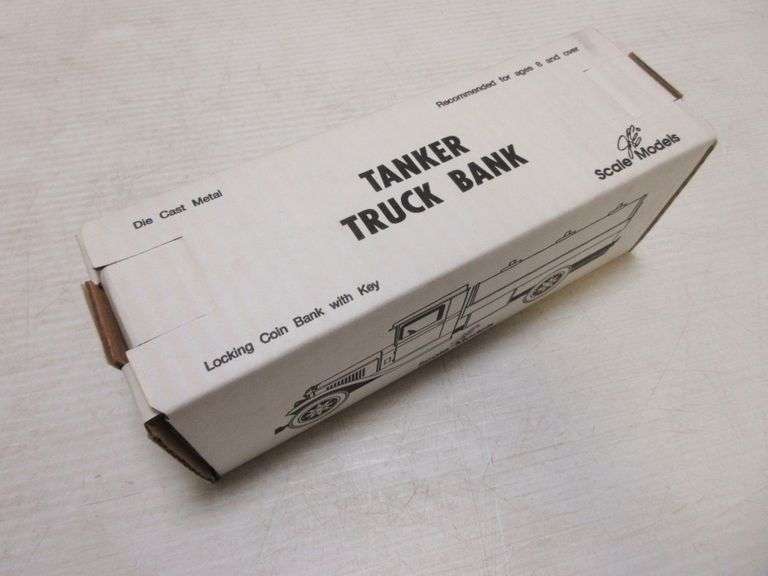 Recommended for ages 8 and over
Die Cast Metal
TANKER
TRUCK BANK
Scale Models
Locking Coin Bank with Key